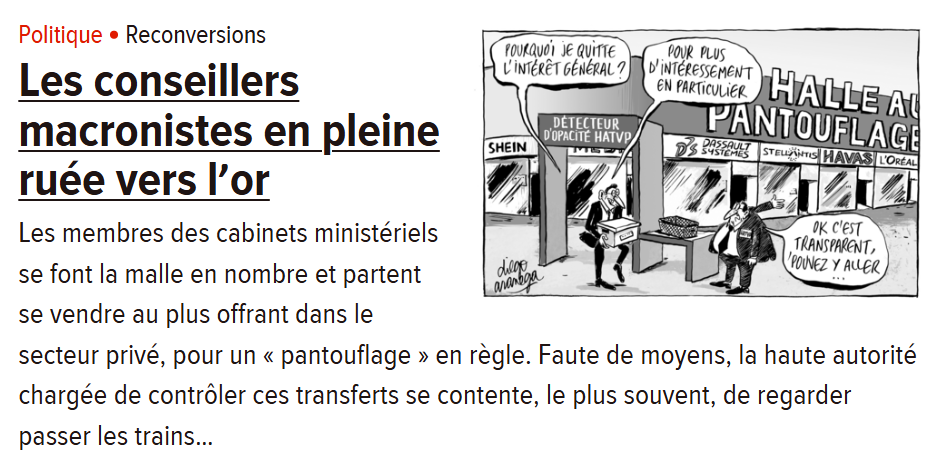 Politique • Reconversions
Les conseillers
macronistes en pleine
ruée vers l’or
Les membres des cabinets ministériels
se font la malle en nombre et partent
se vendre au plus offrant dans le
secteur privé, pour un « pantouflage » en règle. Faute de moyens, la haute autorité
chargée de contrôler ces transferts se contente, le plus souvent, de regarder
passer les trains...
POURQUOI JE QUITTE
L'INTÉRÊT GÉNÉRAL ?
POUR PLUS
D'INTÉRESSEMENT
EN PARTICULIER
HALLE AU
PANTOUFLAGE
DÉTECTEUR
D'OPACITÉ HATVP
SHEIN
DASSAULT
SYSTÈMES
STELLANTIS
HAVAS
L'ORÉAL
OK C'EST
TRANSPARENT,
'POUVEZ Y ALLER
...
diego
aranega